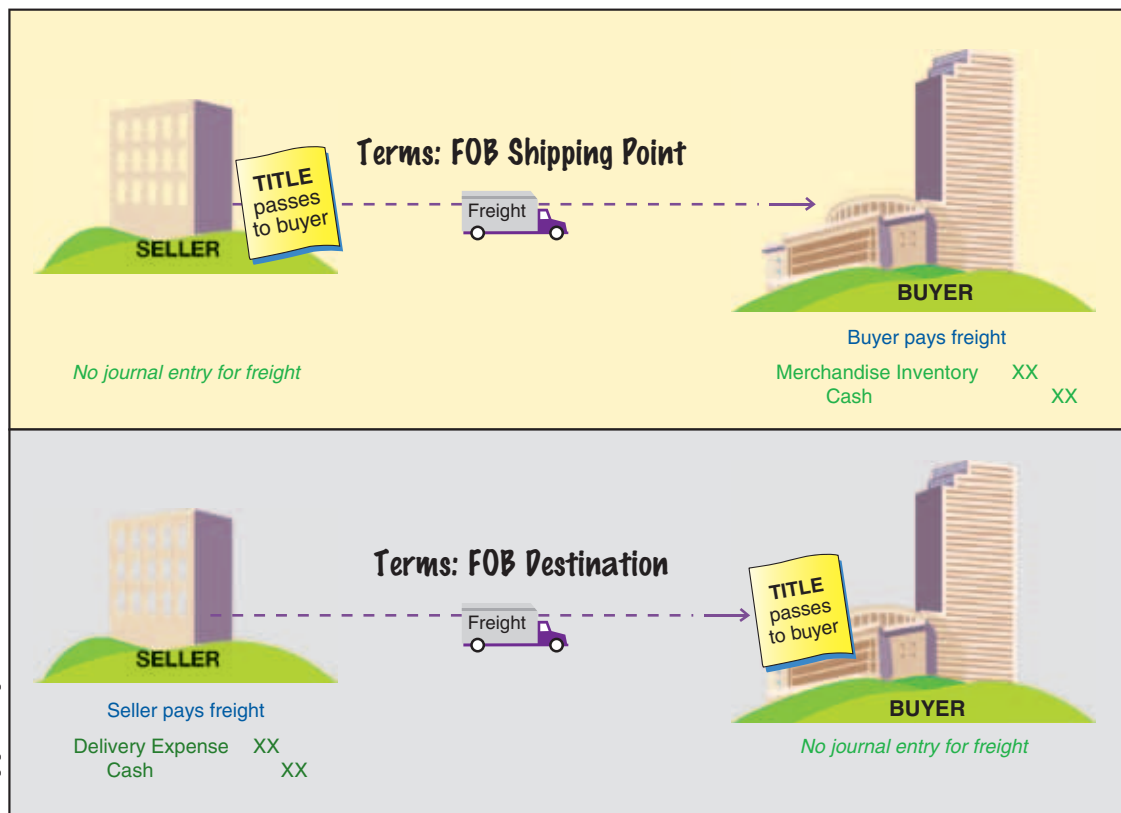 Terms: FOB Shipping Point
TITLE
passes
to buyer
Freight
SELLER
BUYER
Buyer pays freight
No journal entry for freight
Merchandise Inventory XX
Cash XX
Terms: FOB Destination
Freight
TITLE
passes
to buyer
SELLER
BUYER
Seller pays freight
Delivery Expense XX
Cash XX
No journal entry for freight